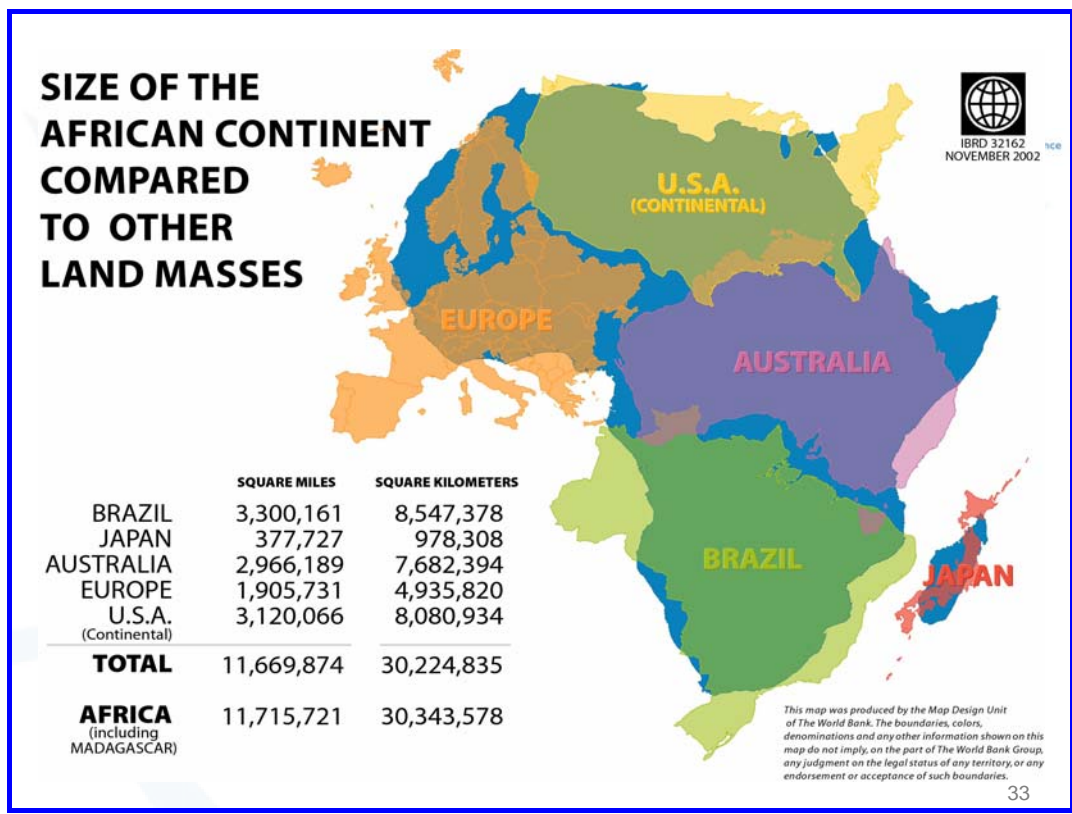 SIZE OF THE
AFRICAN CONTINENT
COMPARED
TO OTHER
LAND MASSES
IBRD 32162
NOVEMBER 2002
nce
U.S.A.
(CONTINENTAL)
EUROPE
AUSTRALIA
BRAZIL
JAPAN
SQUARE MILES SQUARE KILOMETERS
BRAZIL 3,300,161 8,547,378
JAPAN 377,727 978,308
AUSTRALIA 2,966,189 7,682,394
EUROPE 1,905,731 4,935,820
U.S.A. 3,120,066 8,080,934
(Continental)
TOTAL 11,669,874 30,224,835
AFRICA 11,715,721 30,343,578
(including
MADAGASCAR)
This map was produced by the Map Design Unit
of The World Bank. The boundaries, colors,
denominations and any other information shown on this
map do not imply, on the part of The World Bank Group,
any judgment on the legal status of any territory, or any
endorsement or acceptance of such boundaries.
33